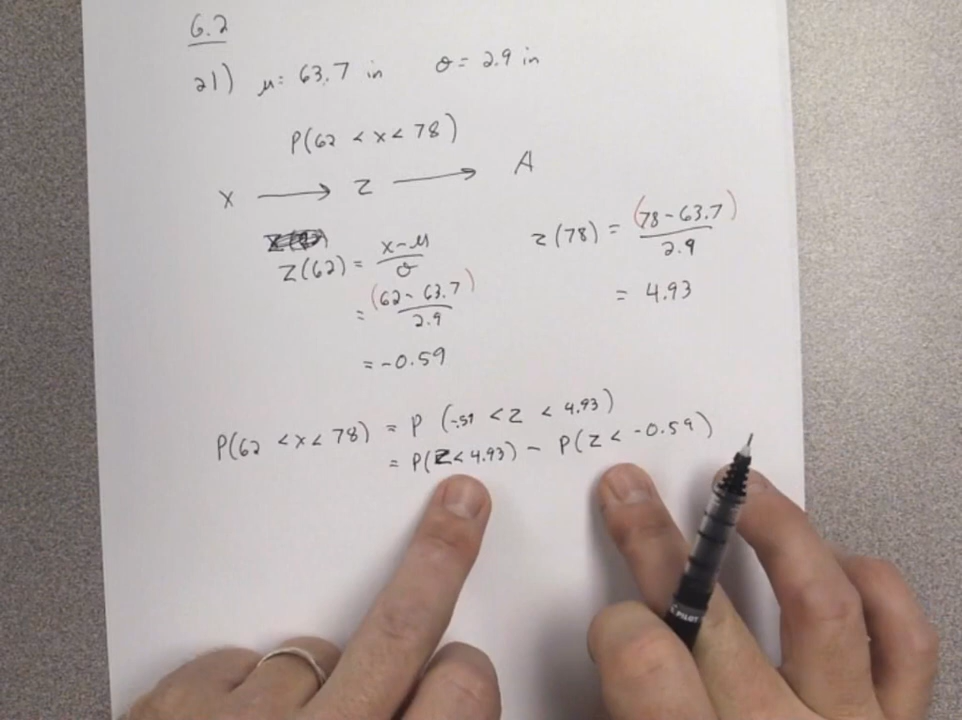 6.2
21) μ = 63.7 in σ = 2.9 in
P(62 < x < 78)
X → Z → A
Z(62) = (x-μ)/σ
z(78) = (78-63.7)/2.9
= (62-63.7)/2.9
= 4.93
= -0.59
P(62 < x < 78) = P (-.59 < Z < 4.93)
= P(Z < 4.93) - P(Z < -0.59)
PILOT